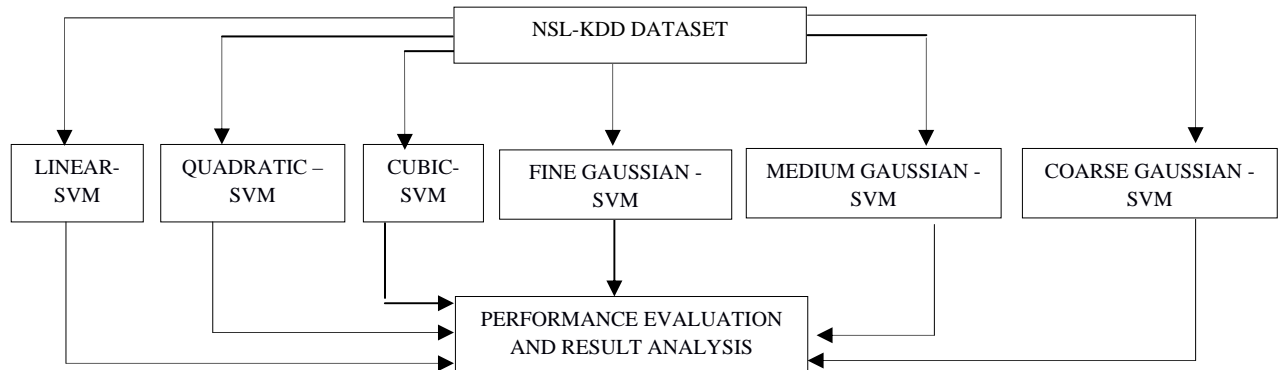 NSL-KDD DATASET
LINEAR-
SVM
QUADRATIC –
SVM
CUBIC-
SVM
FINE GAUSSIAN -
SVM
MEDIUM GAUSSIAN -
SVM
COARSE GAUSSIAN -
SVM
PERFORMANCE EVALUATION
AND RESULT ANALYSIS